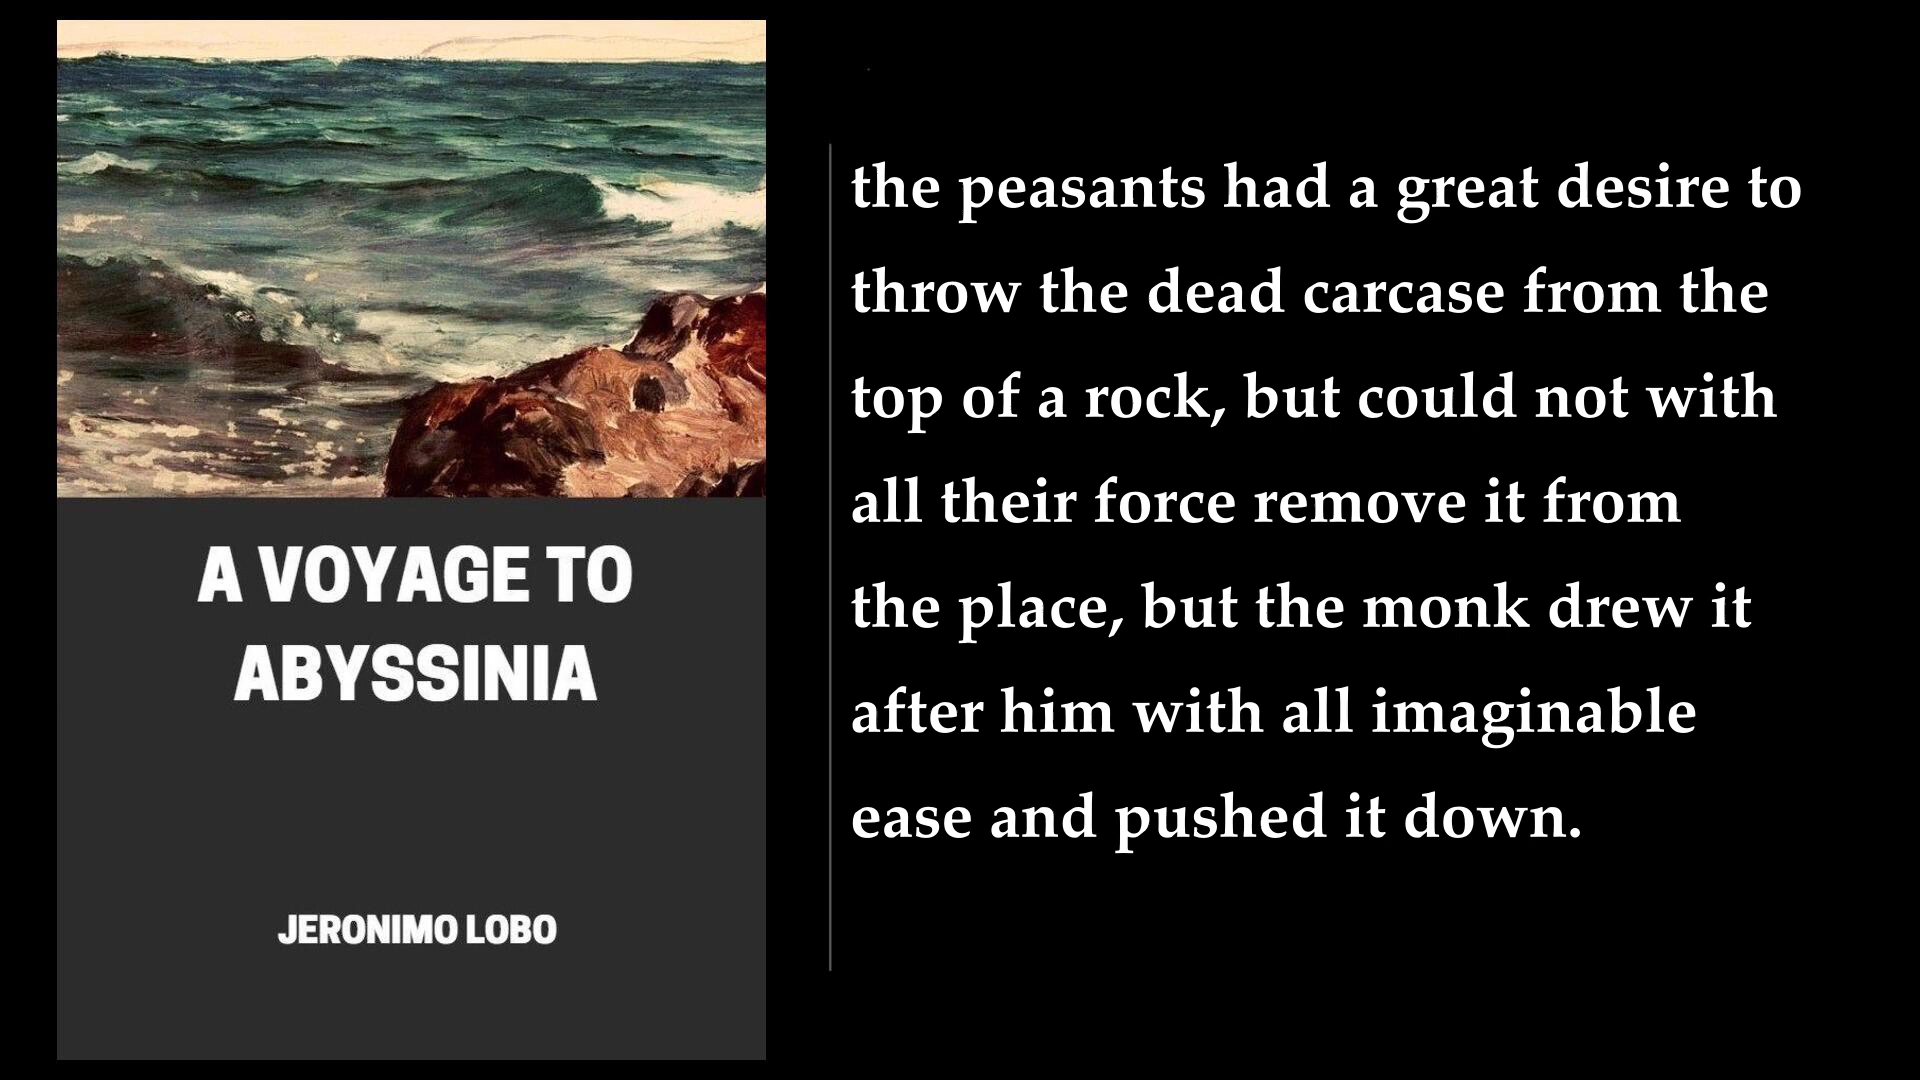 A VOYAGE TO
ABYSSINIA
JERONIMO LOBO
the peasants had a great desire to
throw the dead carcase from the
top of a rock, but could not with
all their force remove it from
the place, but the monk drew it
after him with all imaginable
ease and pushed it down.